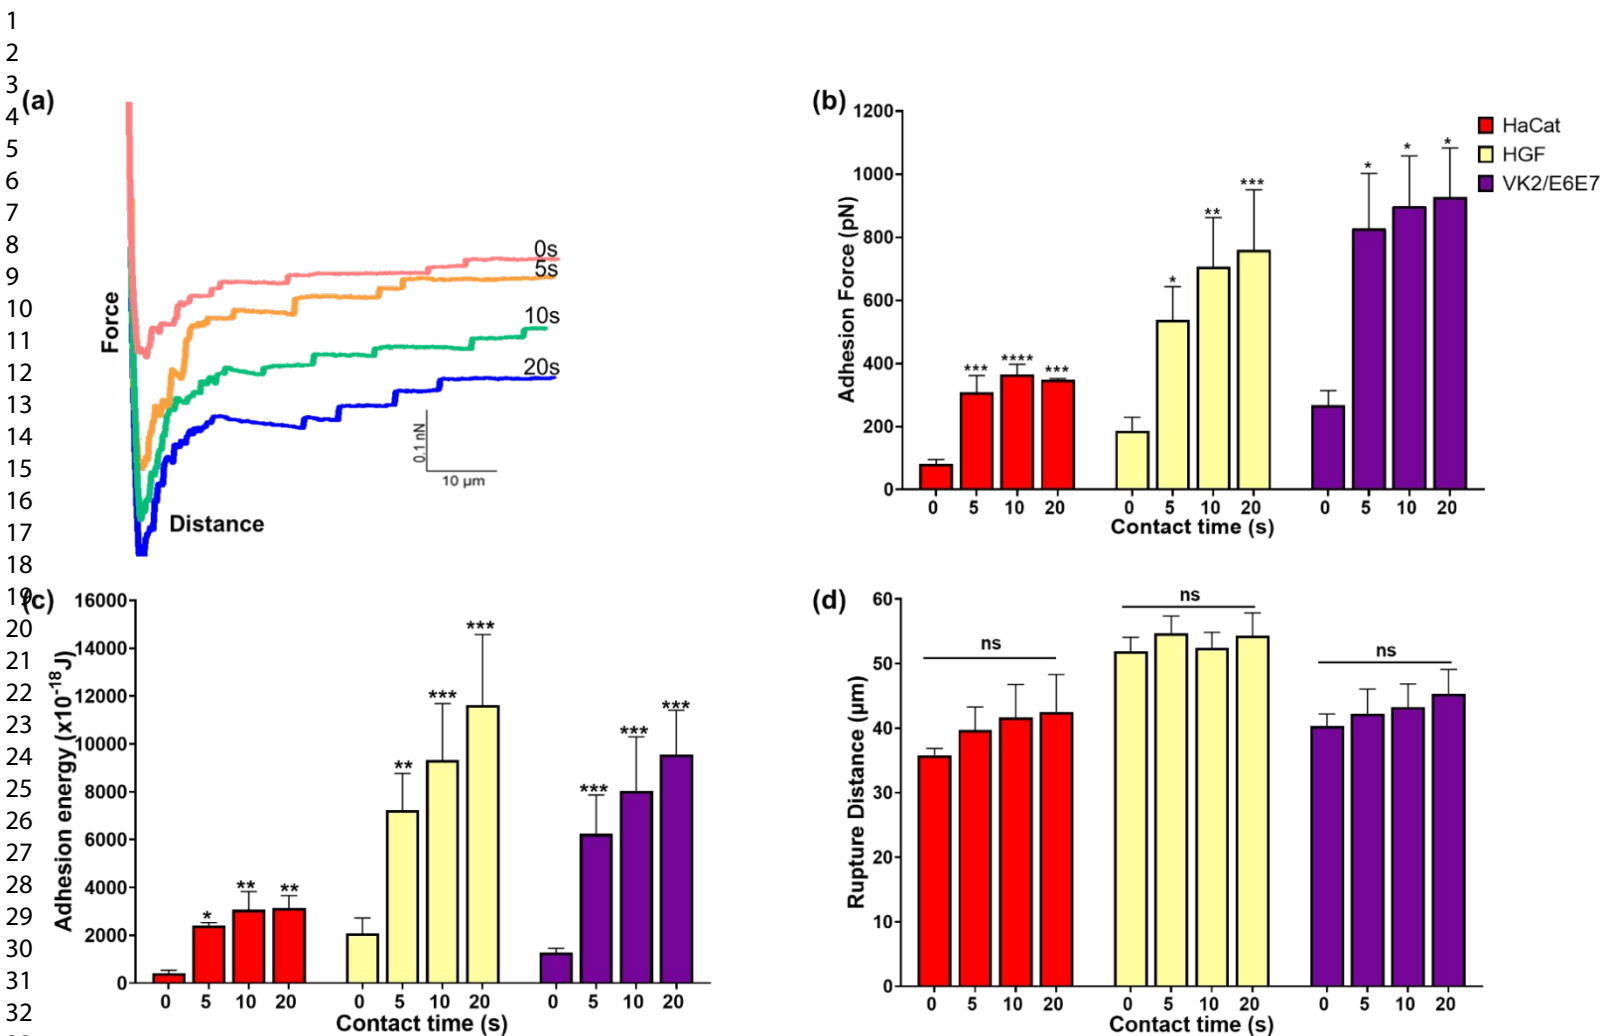 1
2
3
4
5
6
7
8
9
10
11
12
13
14
15
16
17
18
19
20
21
22
23
24
25
26
27
28
29
30
31
32
(a)
Force
0s
5s
10s
20s
0.1 nN
10 µm
Distance
(b)
Adhesion Force (pN)
1200
1000
800
600
400
200
0
*** **** ***
* ** ***
* * *
HaCat
HGF
VK2/E6E7
0 5 10 20 0 5 10 20 0 5 10 20
Contact time (s)
(c)
Adhesion energy (x10⁻¹⁸J)
16000
14000
12000
10000
8000
6000
4000
2000
0
* ** **
** *** ***
*** *** ***
0 5 10 20 0 5 10 20 0 5 10 20
Contact time (s)
(d)
Rupture Distance (µm)
60
50
40
30
20
10
0
ns
ns
ns
0 5 10 20 0 5 10 20 0 5 10 20
Contact time (s)